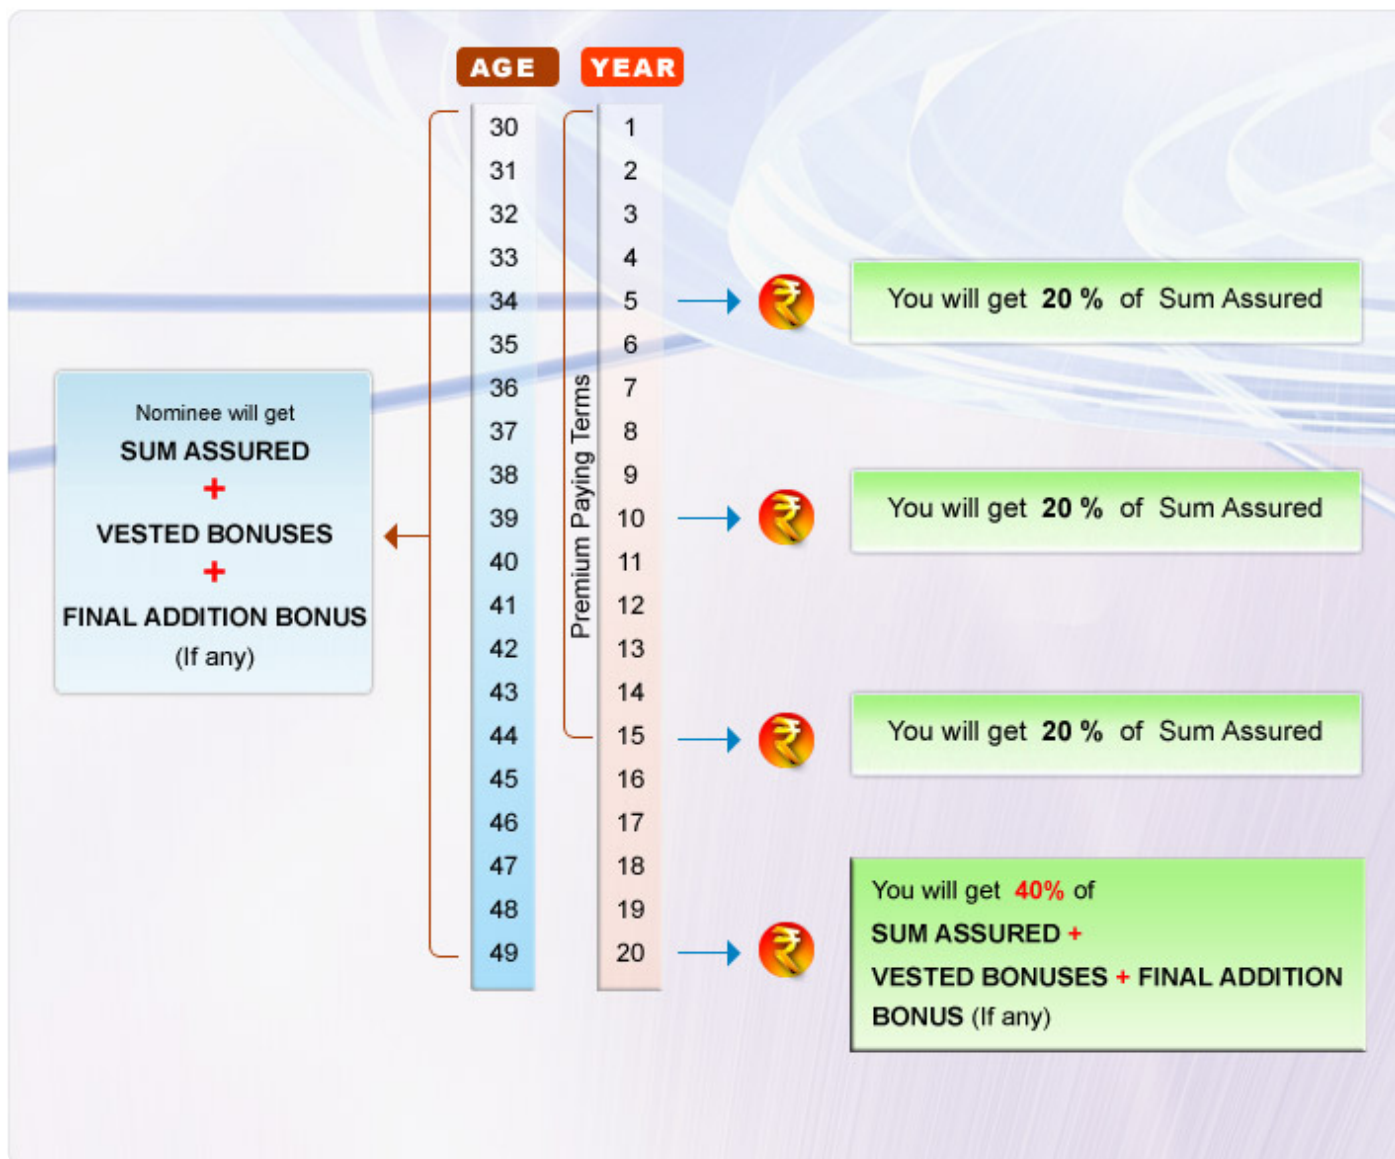 AGE YEAR
30 1
31 2
32 3
33 4
34 5
35 6
36 7
37 8
38 9
39 10
40 11
41 12
42 13
43 14
44 15
45 16
46 17
47 18
48 19
49 20
Premium Paying Terms
Nominee will get
SUM ASSURED
+
VESTED BONUSES
+
FINAL ADDITION BONUS
(If any)
₹ You will get 20 % of Sum Assured
₹ You will get 20 % of Sum Assured
₹ You will get 20 % of Sum Assured
₹
You will get 40% of
SUM ASSURED +
VESTED BONUSES + FINAL ADDITION
BONUS (If any)